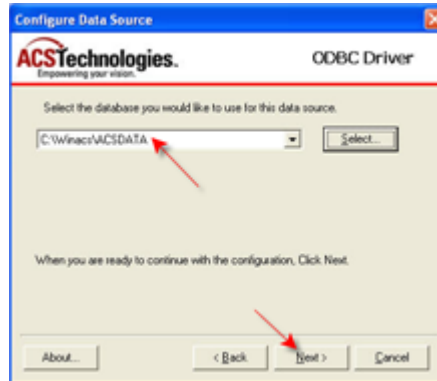 Configure Data Source
ACSTechnologies.
Empowering your vision.
ODBC Driver
Select the database you would like to use for this data source.
C:\Winacs\ACSDATA
Select...
When you are ready to continue with the configuration, Click Next.
About...
< Back
Next >
Cancel